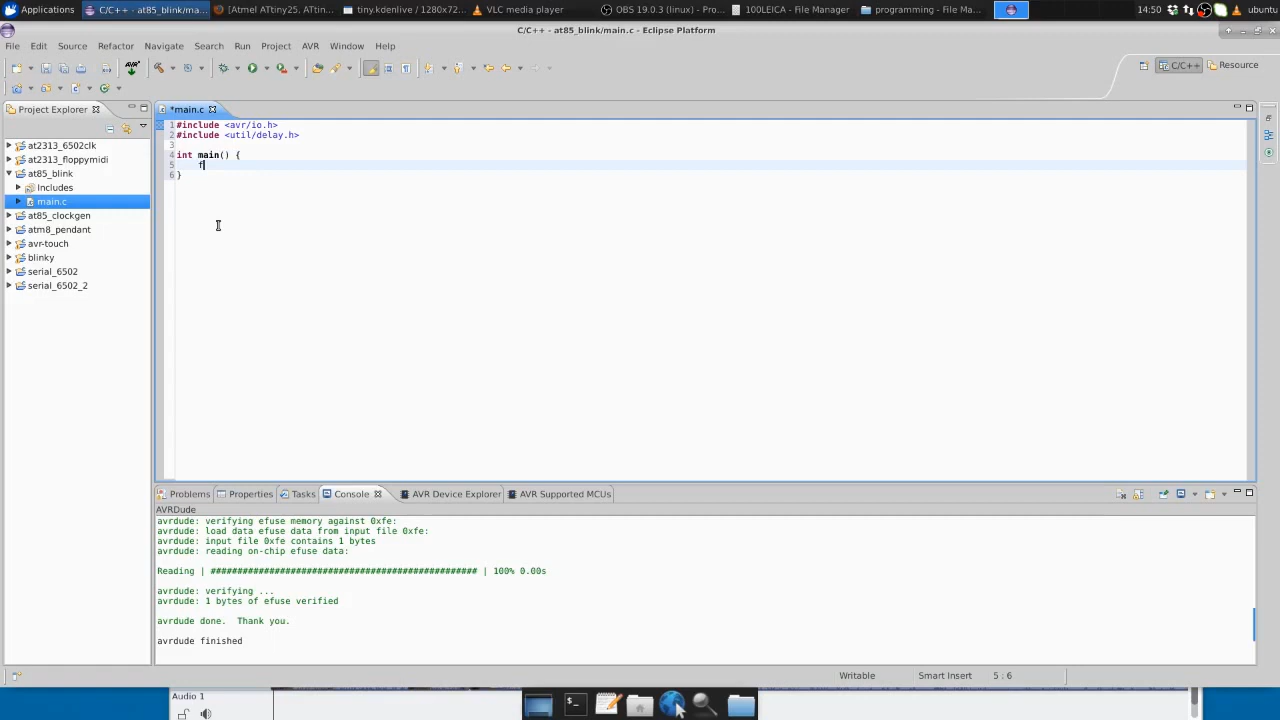 Applications
C/C++ - at85_blink/ma...
[Atmel ATtiny25, ATtin...
tiny.kdenlive / 1280x72...
VLC media player
OBS 19.0.3 (linux) - Pro...
100LEICA - File Manager
programming - File Ma...
14:50
ubuntu
C/C++ - at85_blink/main.c - Eclipse Platform
File Edit Source Refactor Navigate Search Run Project AVR Window Help
C/C++
Resource
Project Explorer
*main.c
at2313_6502clk
at2313_floppymidi
at85_blink
Includes
main.c
at85_clockgen
atm8_pendant
avr-touch
blinky
serial_6502
serial_6502_2
1 #include <avr/io.h>
2 #include <util/delay.h>
3
4 int main() {
5 f
6 }
Problems
Properties
Tasks
Console
AVR Device Explorer
AVR Supported MCUs
AVRDude
avrdude: verifying efuse memory against 0xfe:
avrdude: load data efuse data from input file 0xfe:
avrdude: input file 0xfe contains 1 bytes
avrdude: reading on-chip efuse data:
Reading | ################################################## | 100% 0.00s
avrdude: verifying ...
avrdude: 1 bytes of efuse verified
avrdude done.  Thank you.
avrdude finished
Writable
Smart Insert
5 : 6
Audio 1